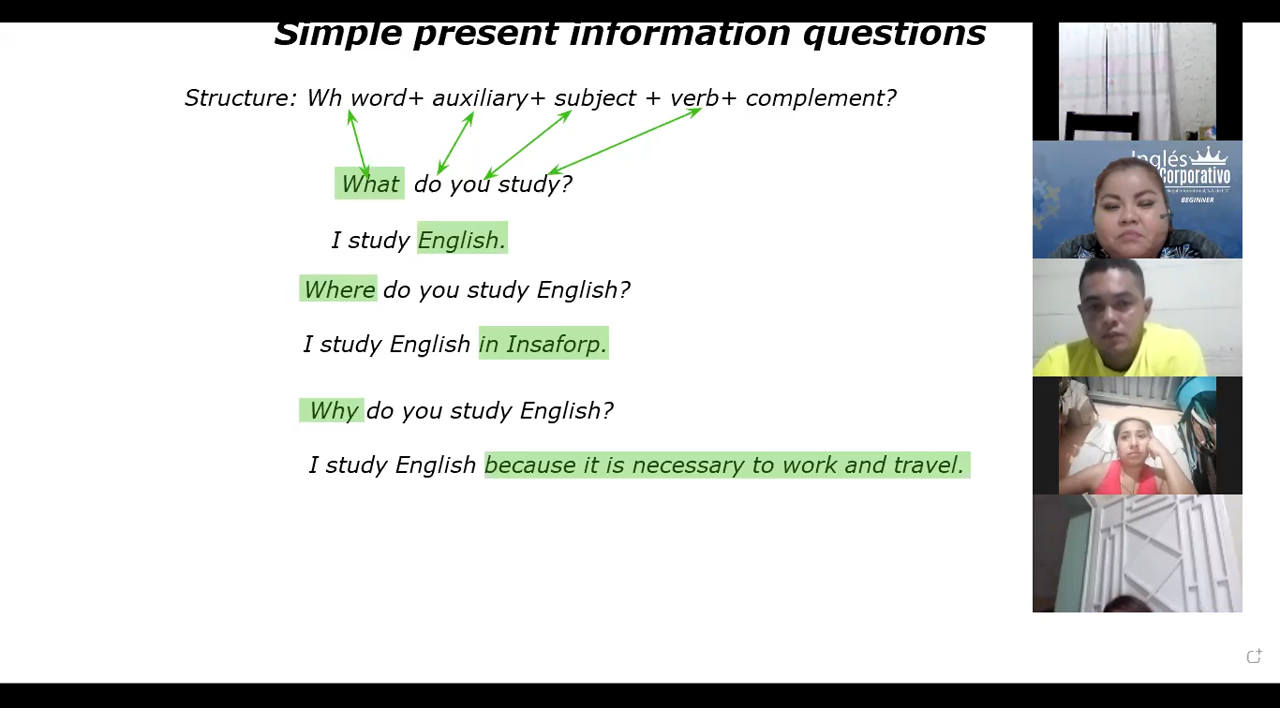 Simple present information questions
Structure: Wh word+ auxiliary+ subject + verb+ complement?
What do you study?
I study English.
Where do you study English?
I study English in Insaforp.
Why do you study English?
I study English because it is necessary to work and travel.
Inglés
Corporativo
BEGINNER